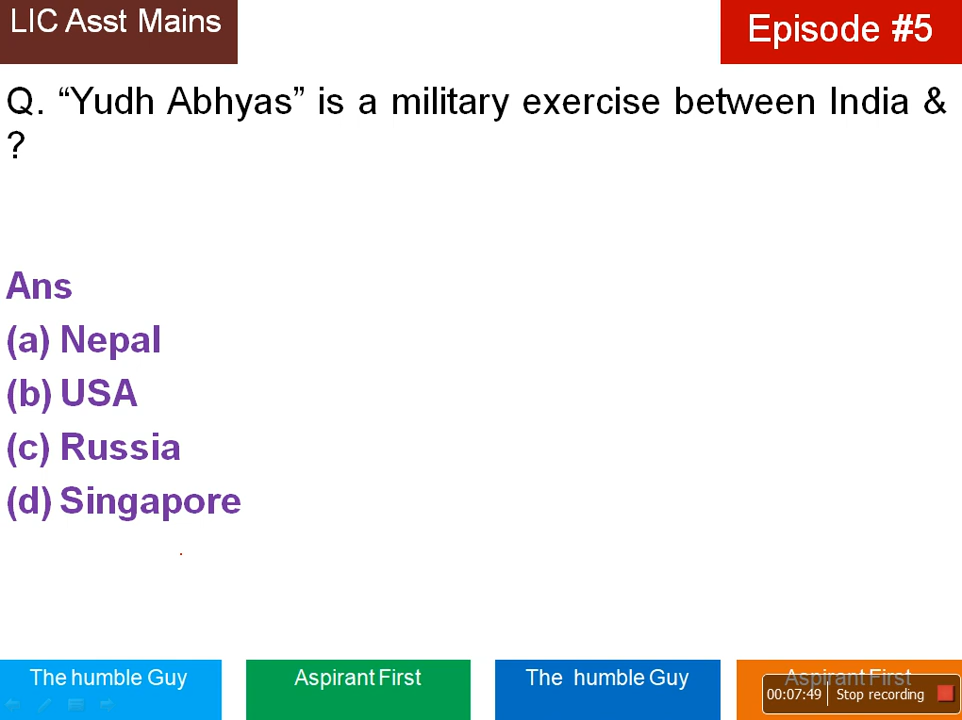 LIC Asst Mains
Episode #5
Q. “Yudh Abhyas” is a military exercise between India &
?
Ans
(a) Nepal
(b) USA
(c) Russia
(d) Singapore
The humble Guy
Aspirant First
The humble Guy
Aspirant First
00:07:49
Stop recording